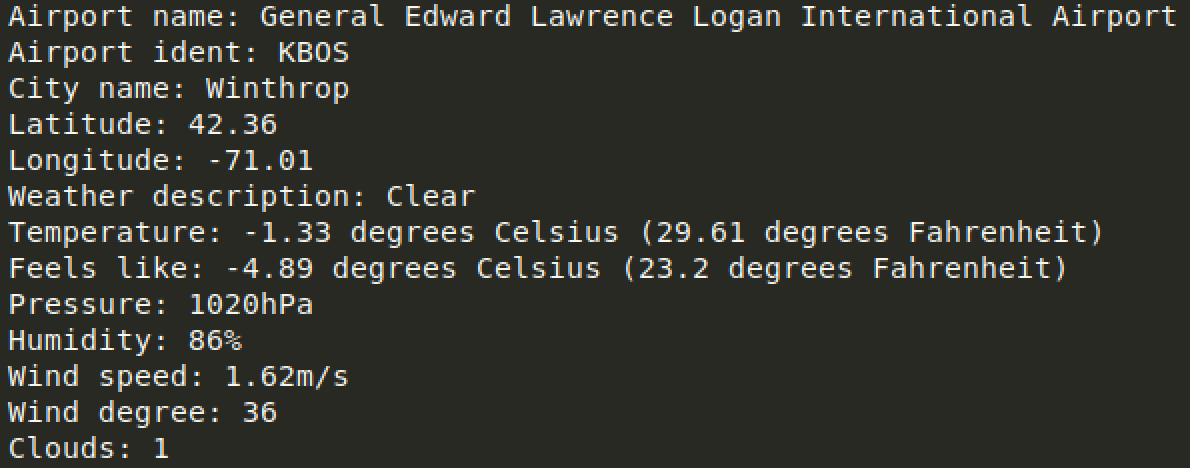 Airport name: General Edward Lawrence Logan International Airport
Airport ident: KBOS
City name: Winthrop
Latitude: 42.36
Longitude: -71.01
Weather description: Clear
Temperature: -1.33 degrees Celsius (29.61 degrees Fahrenheit)
Feels like: -4.89 degrees Celsius (23.2 degrees Fahrenheit)
Pressure: 1020hPa
Humidity: 86%
Wind speed: 1.62m/s
Wind degree: 36
Clouds: 1